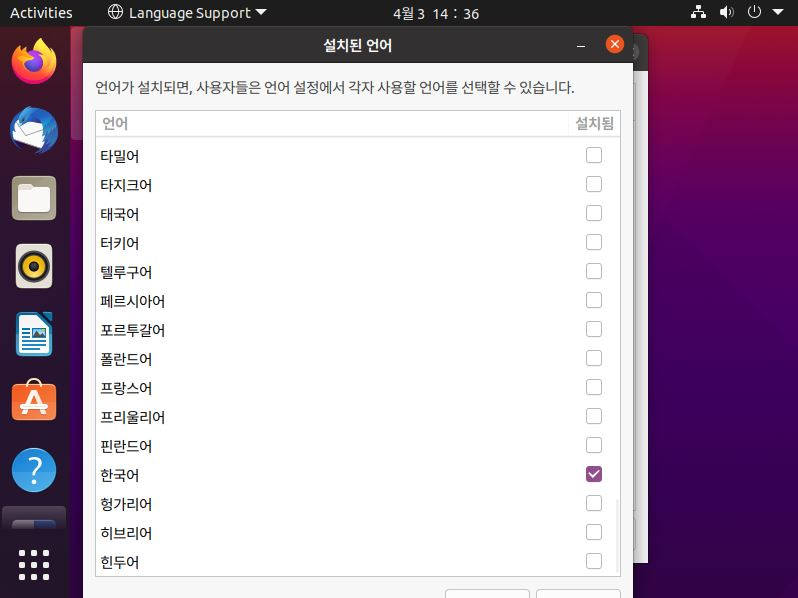 Activities
Language Support
4월 3 14 : 36
설치된 언어
언어가 설치되면, 사용자들은 언어 설정에서 각자 사용할 언어를 선택할 수 있습니다.
언어 설치됨
타밀어
타지크어
태국어
터키어
텔루구어
페르시아어
포르투갈어
폴란드어
프랑스어
프리울리어
핀란드어
한국어
헝가리어
히브리어
힌두어